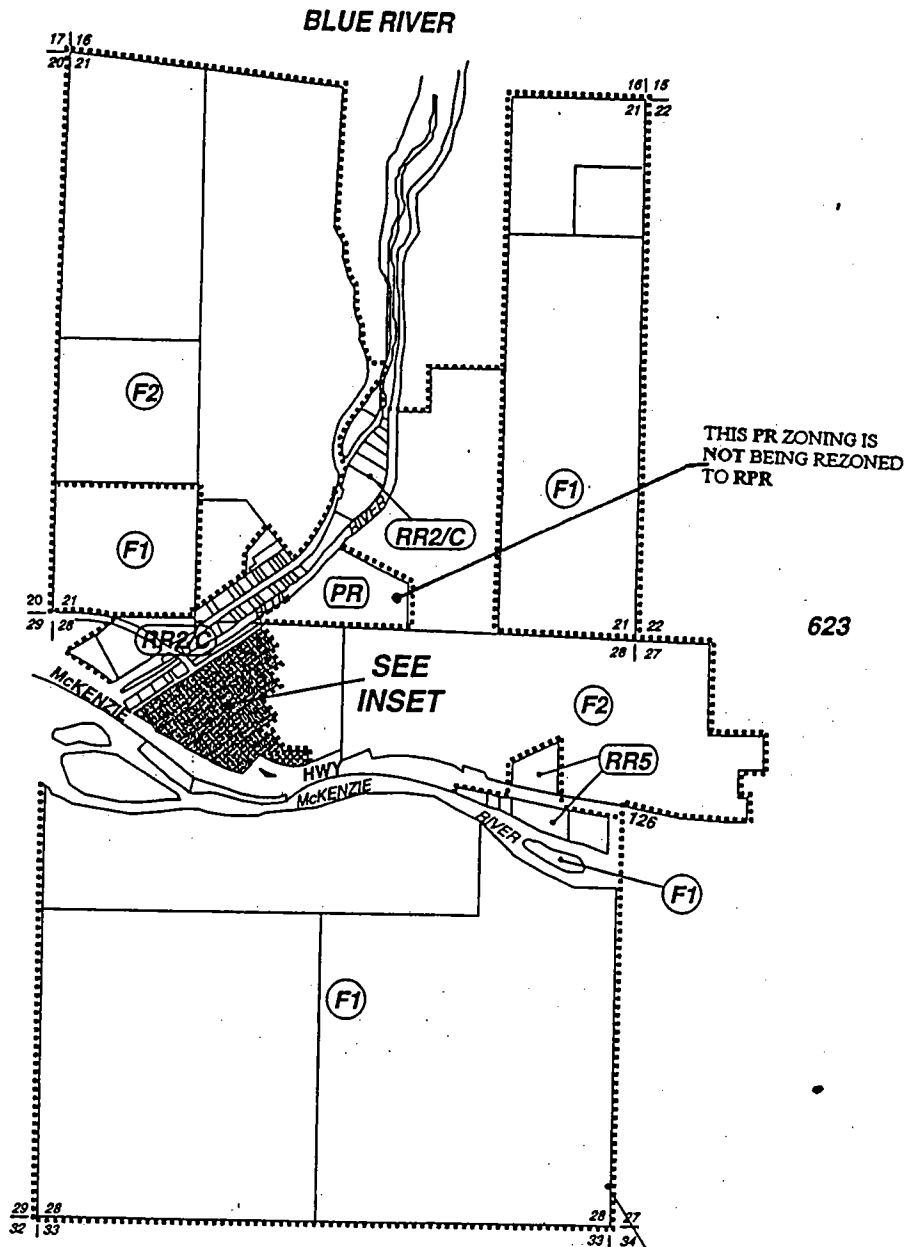 BLUE RIVER
17 16
20 21
16 15
21 22
F2
THIS PR ZONING IS
NOT BEING REZONED
TO RPR
F1
RIVER
RR2/C
F1
PR
20 21
29 28
21 22
28 27
623
RR2/C
SEE
INSET
McKENZIE
F2
RR5
HWY
McKENZIE
RIVER
126
F1
F1
29 28
32 33
28 27
33 34